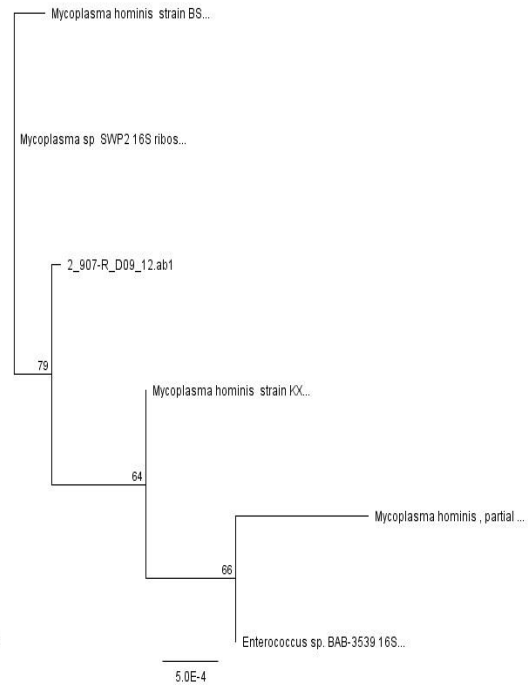 Mycoplasma hominis strain BS...
Mycoplasma sp SWP2 16S ribos...
2_907-R_D09_12.ab1
79
Mycoplasma hominis strain KX...
64
Mycoplasma hominis , partial ...
66
Enterococcus sp. BAB-3539 16S...
5.0E-4